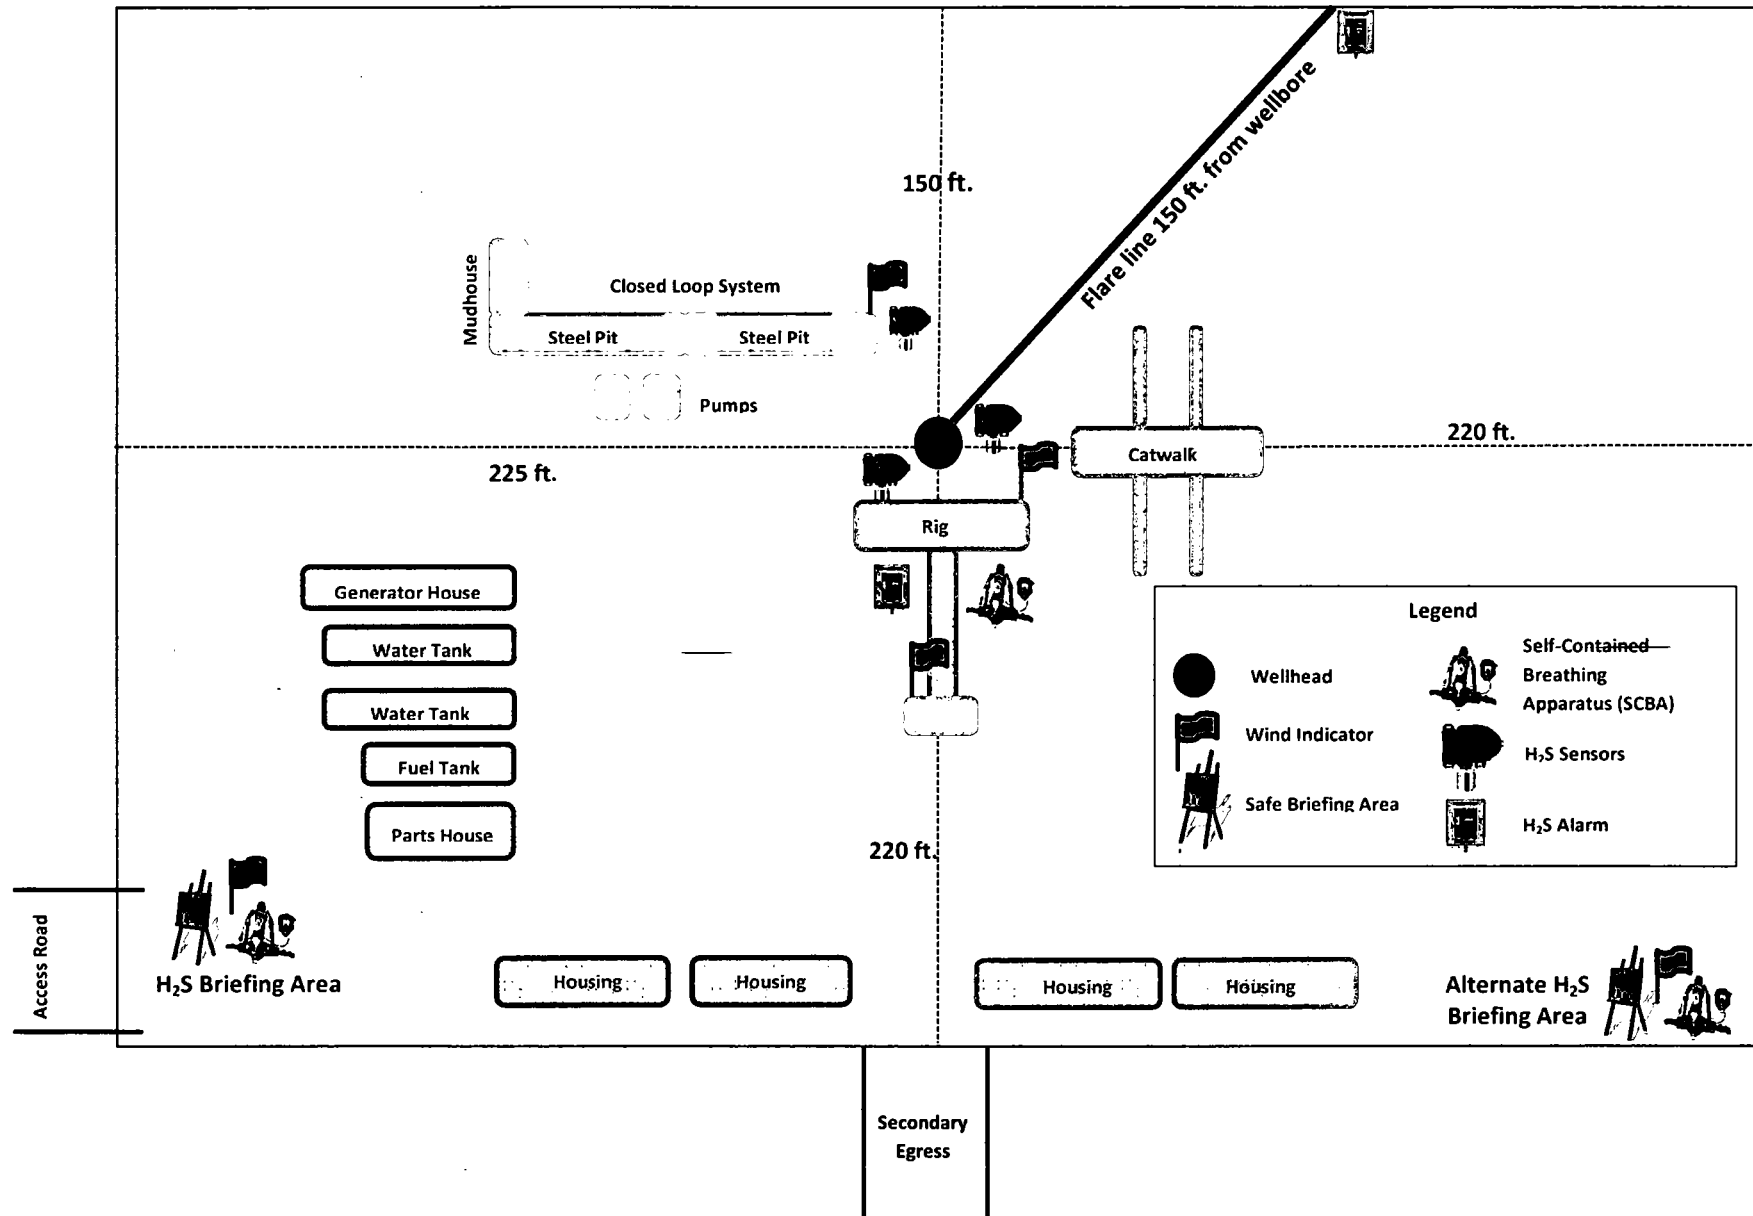 150 ft.
Flare line 150 ft. from wellbore
Mudhouse
Closed Loop System
Steel Pit
Steel Pit
Pumps
220 ft.
Catwalk
225 ft.
Rig
Generator House
Water Tank
Water Tank
Fuel Tank
Parts House
Legend
Wellhead
Wind Indicator
Safe Briefing Area
Self-Contained
Breathing
Apparatus (SCBA)
H₂S Sensors
H₂S Alarm
220 ft.
Access Road
H₂S Briefing Area
Housing
Housing
Housing
Housing
Alternate H₂S
Briefing Area
Secondary
Egress